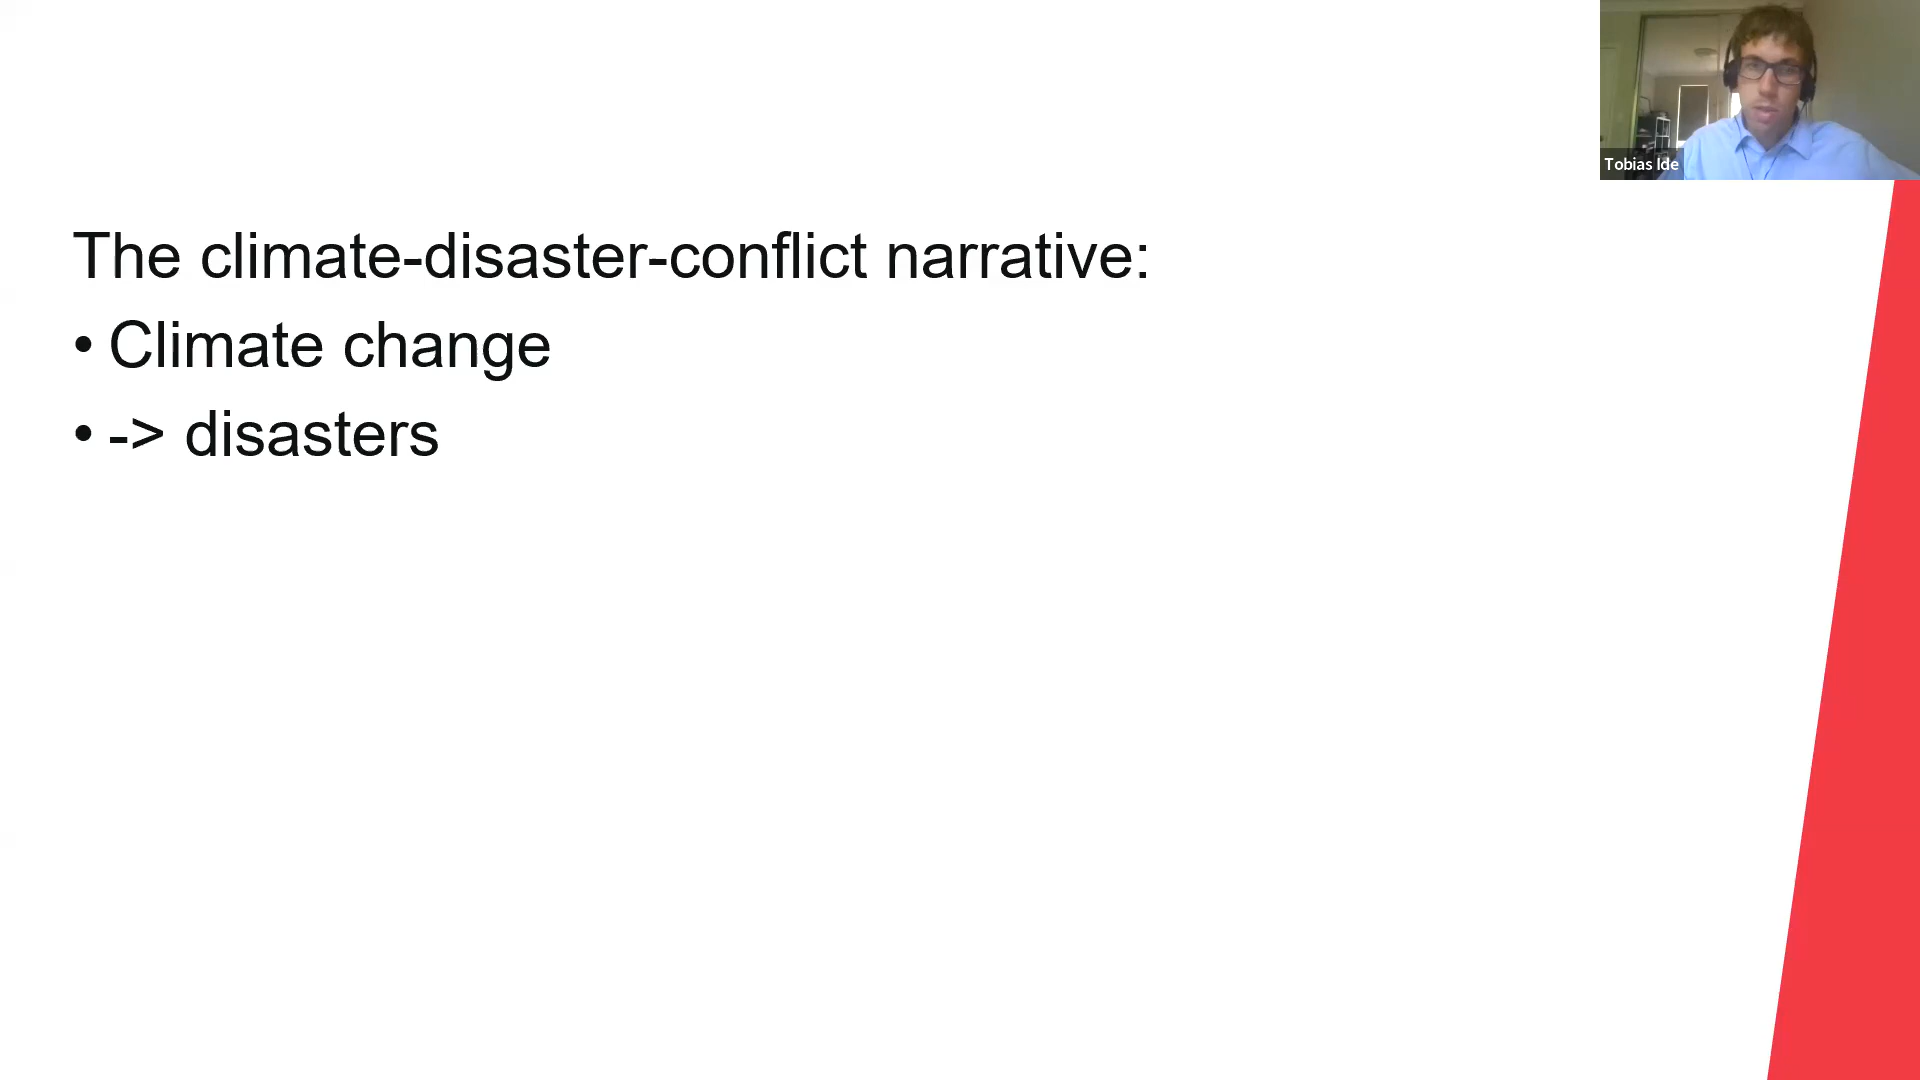 Tobias Ide
The climate-disaster-conflict narrative:
• Climate change
• -> disasters